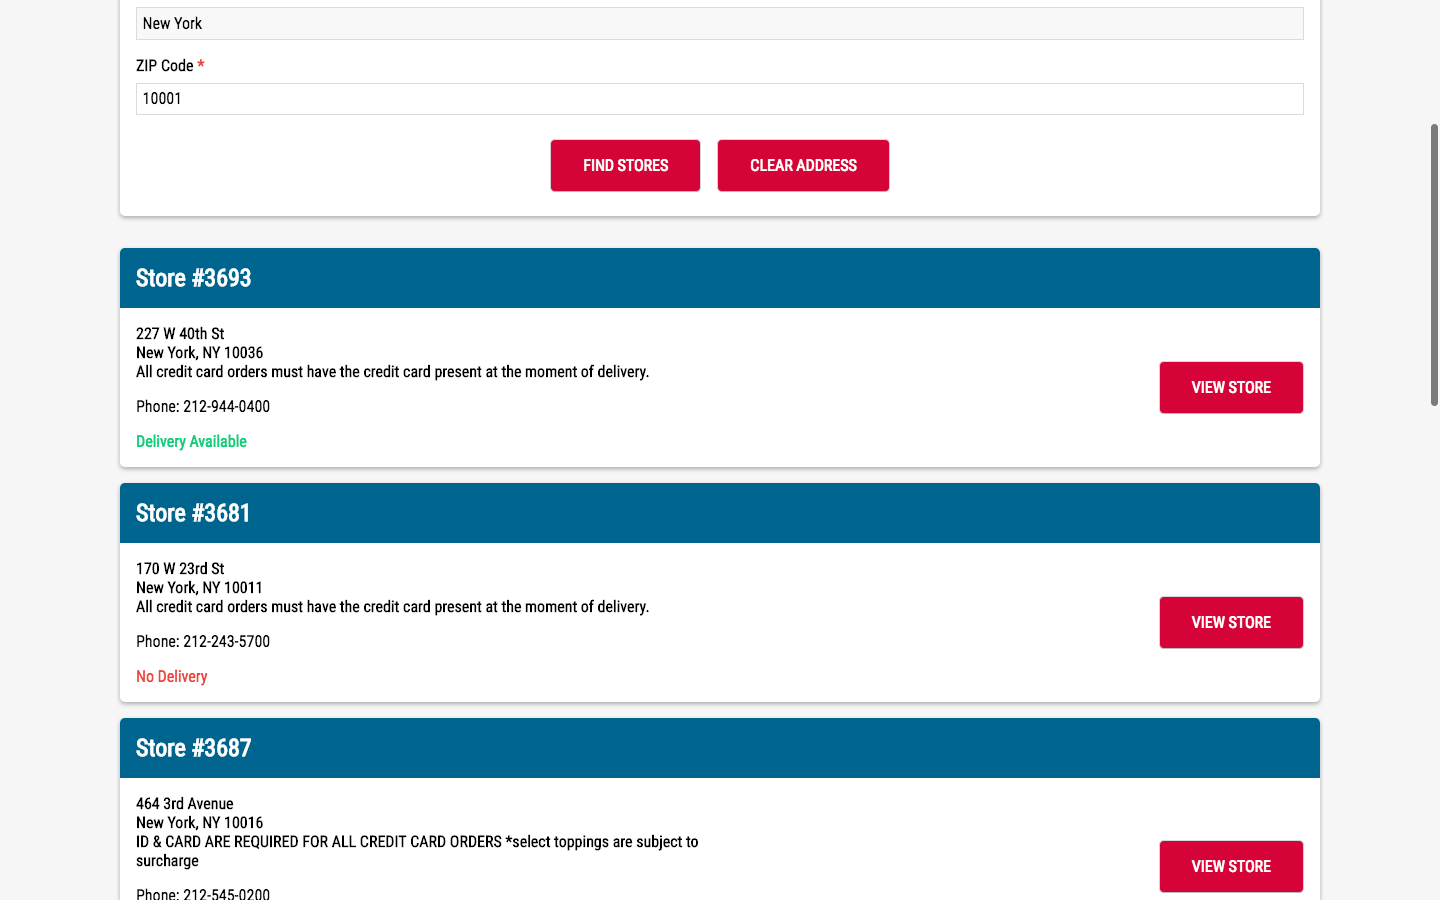 New York
ZIP Code *
10001
FIND STORES
CLEAR ADDRESS
Store #3693
227 W 40th St
New York, NY 10036
All credit card orders must have the credit card present at the moment of delivery.
Phone: 212-944-0400
Delivery Available
VIEW STORE
Store #3681
170 W 23rd St
New York, NY 10011
All credit card orders must have the credit card present at the moment of delivery.
Phone: 212-243-5700
No Delivery
VIEW STORE
Store #3687
464 3rd Avenue
New York, NY 10016
ID & CARD ARE REQUIRED FOR ALL CREDIT CARD ORDERS *select toppings are subject to
surcharge
Phone: 212-545-0200
VIEW STORE